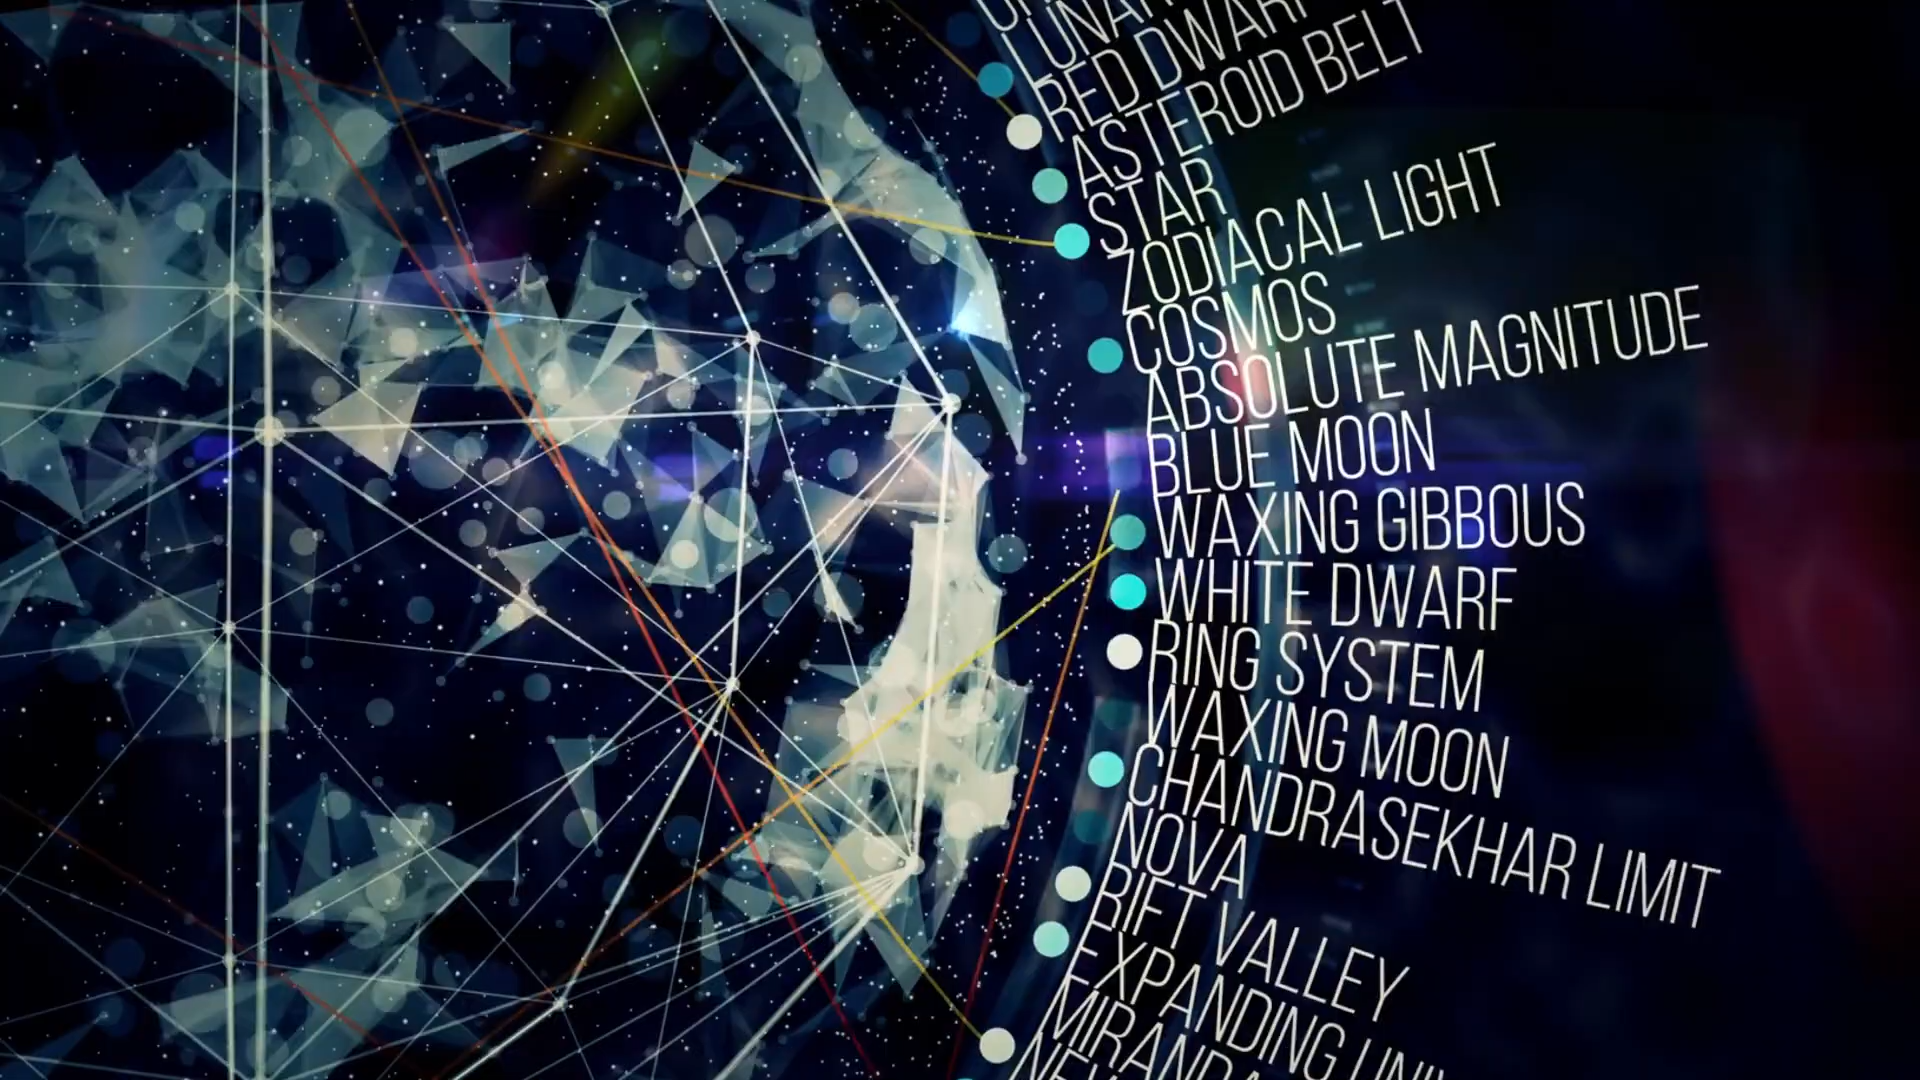 RED DWARF
ASTEROID BELT
STAR
ZODIACAL LIGHT
COSMOS
ABSOLUTE MAGNITUDE
BLUE MOON
WAXING GIBBOUS
WHITE DWARF
RING SYSTEM
WAXING MOON
CHANDRASEKHAR LIMIT
NOVA
RIFT VALLEY
EXPANDING